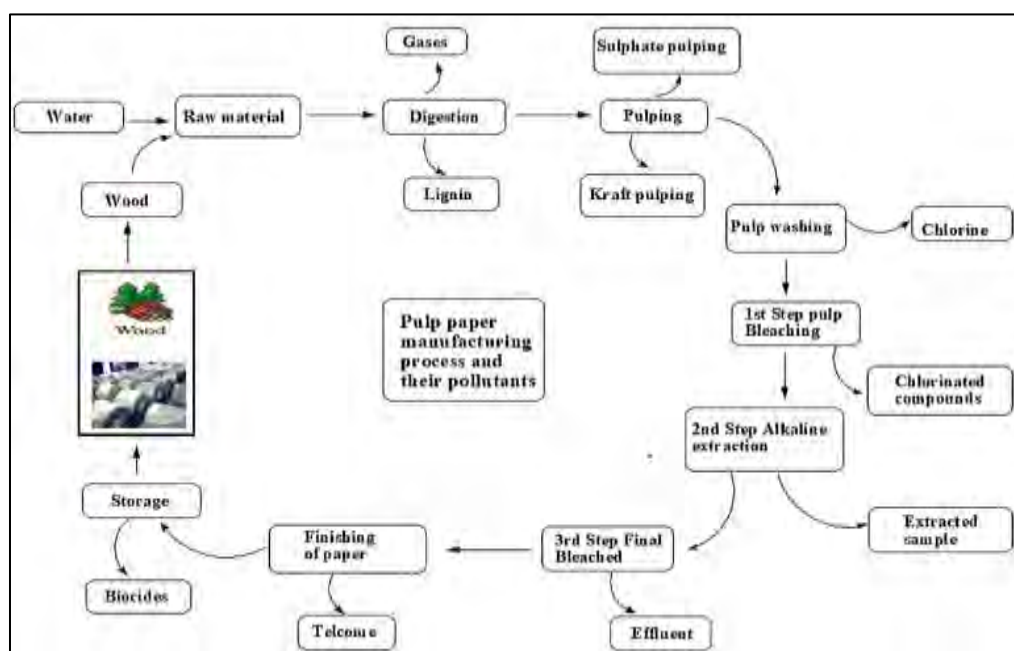 Gases
Sulphate pulping
Water
Raw material
Digestion
Pulping
Wood
Lignin
Kraft pulping
Pulp washing
Chlorine
Wood
Pulp paper
manufacturing
process and
their pollutants
1st Step pulp
Bleaching
Chlorinated
compounds
2nd Step Alkaline
extraction
Storage
Finishing
of paper
3rd Step Final
Bleached
Extracted
sample
Biocides
Telcome
Effluent